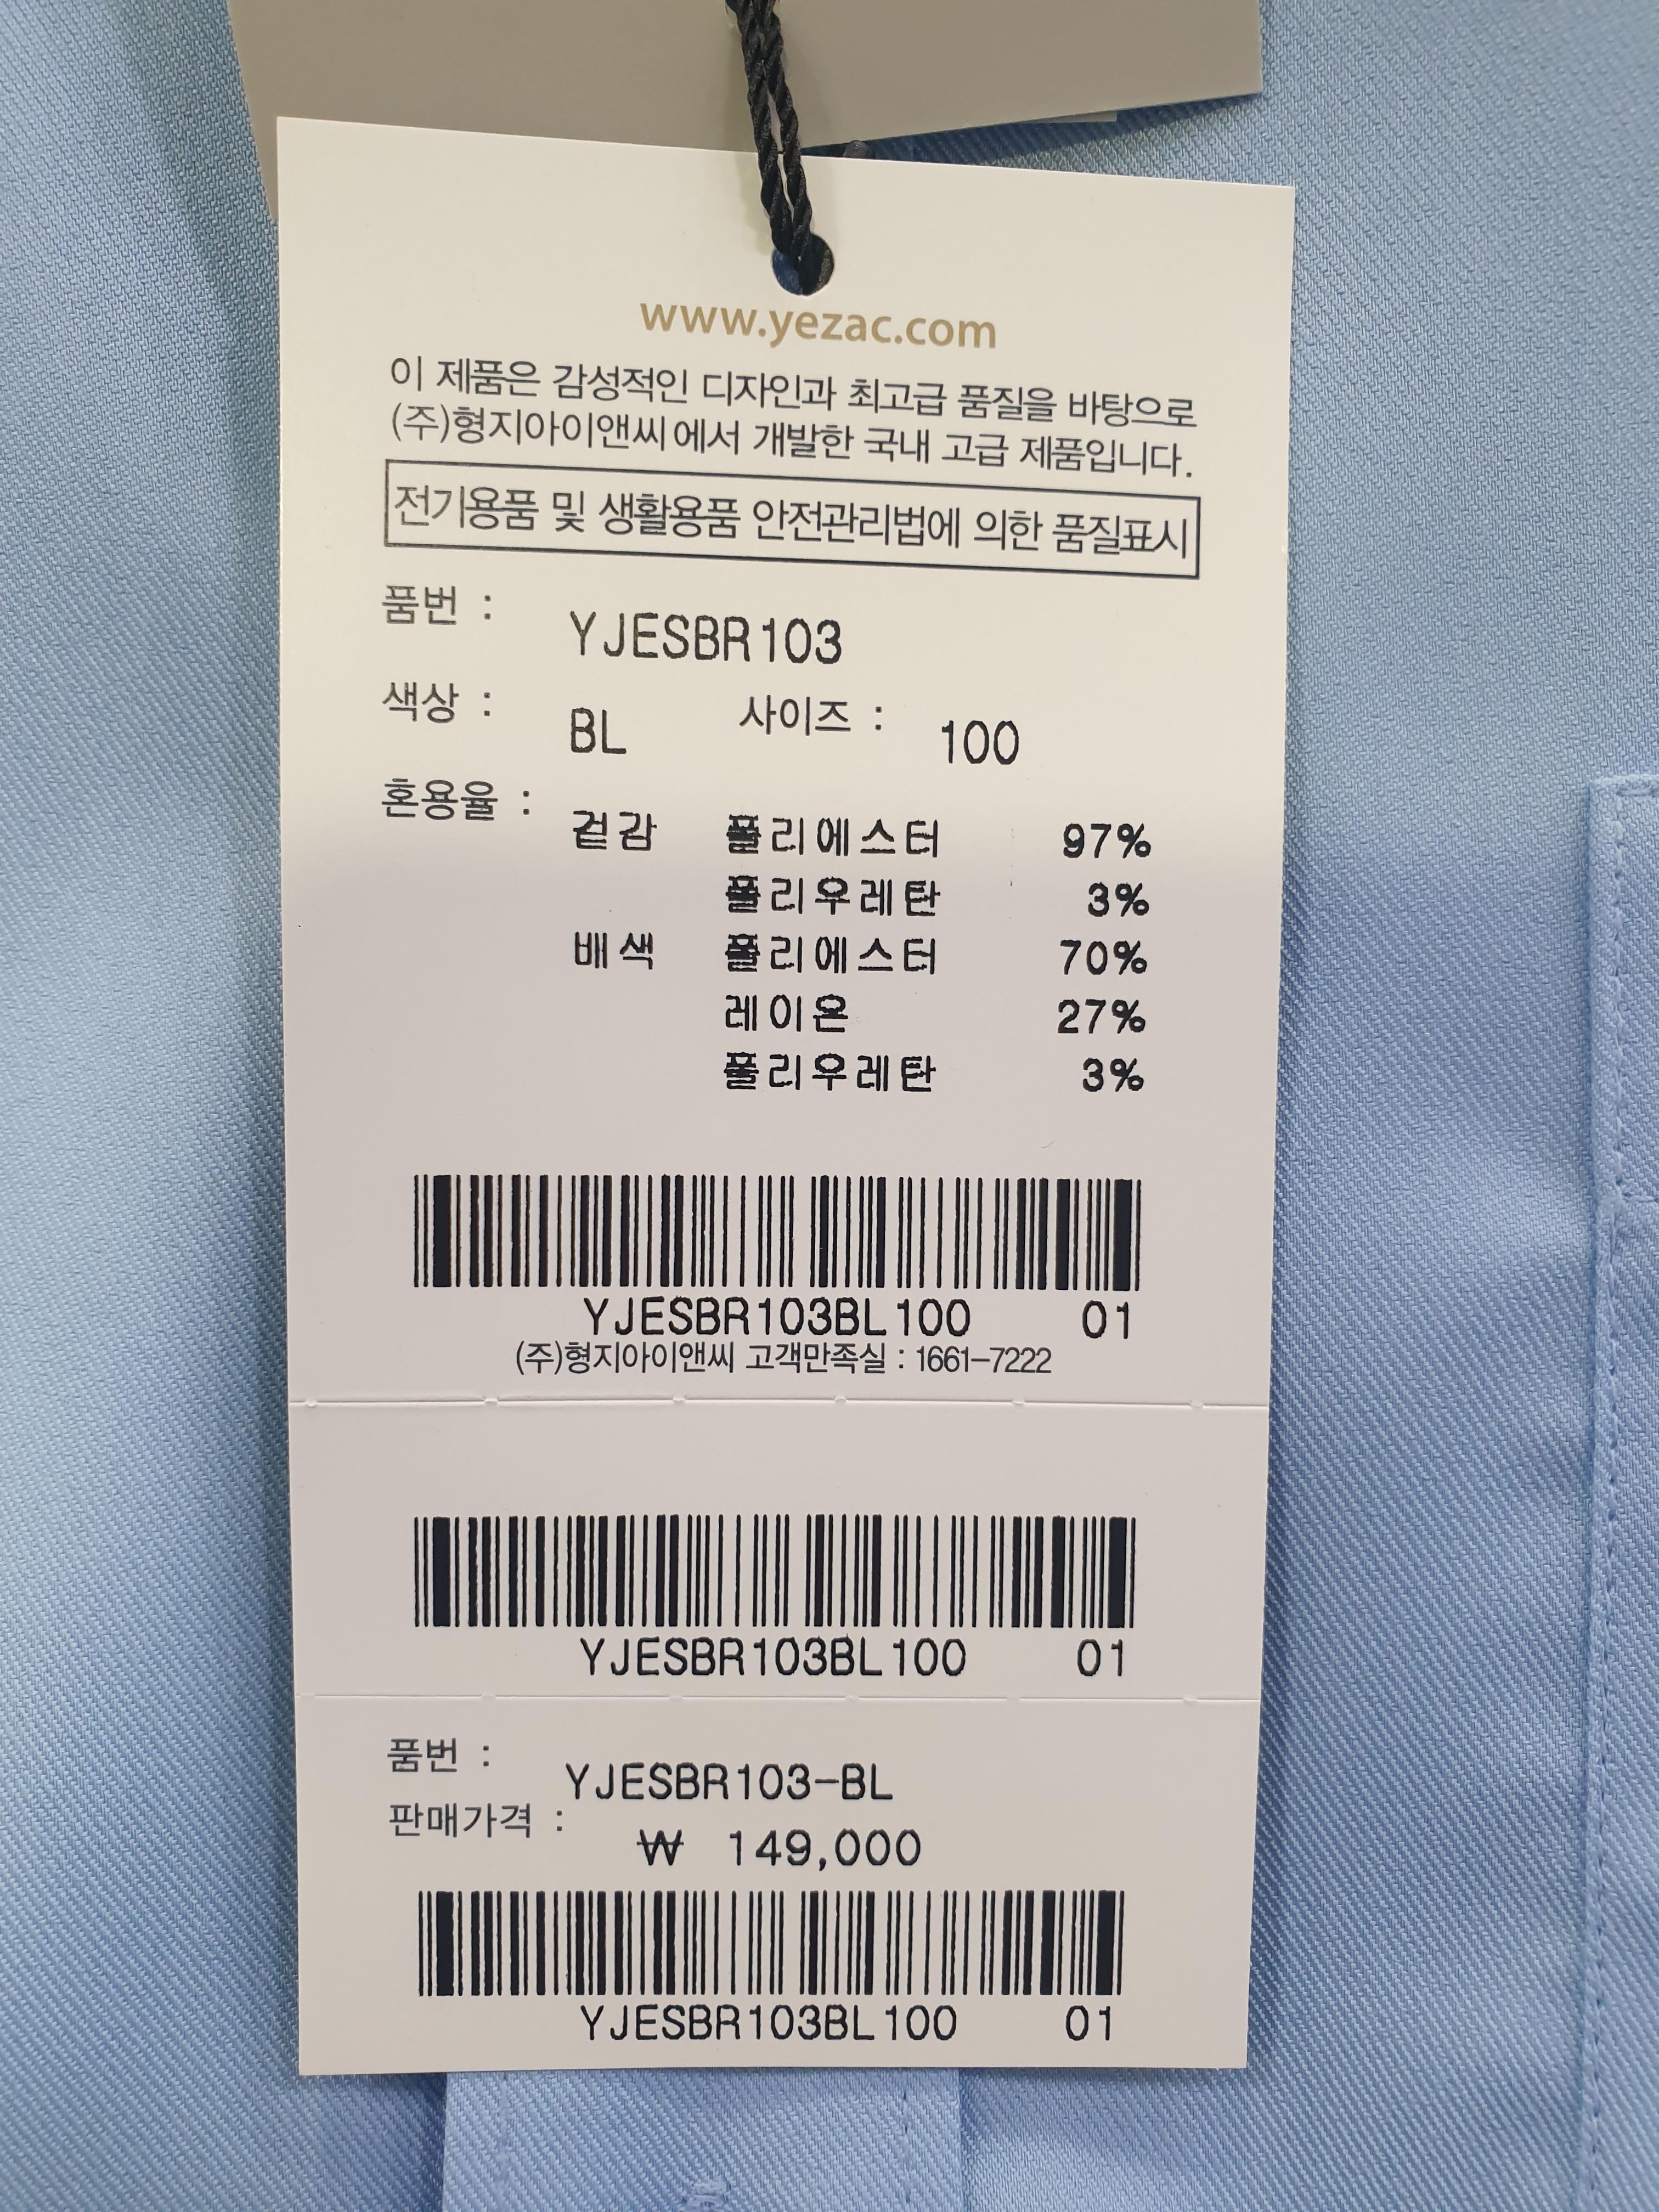 www.yezac.com
이 제품은 감성적인 디자인과 최고급 품질을 바탕으로
(주)형지아이앤씨에서 개발한 국내 고급 제품입니다.
전기용품 및 생활용품 안전관리법에 의한 품질표시
품번 : YJESBR103
색상 : BL 사이즈 : 100
혼용율 : 겉감 폴리에스터 97%
폴리우레탄 3%
배색 폴리에스터 70%
레이온 27%
폴리우레탄 3%
YJESBR103BL100 01
(주)형지아이앤씨 고객만족실 : 1661-7222
YJESBR103BL100 01
품번 : YJESBR103-BL
판매가격 : ₩ 149,000
YJESBR103BL100 01